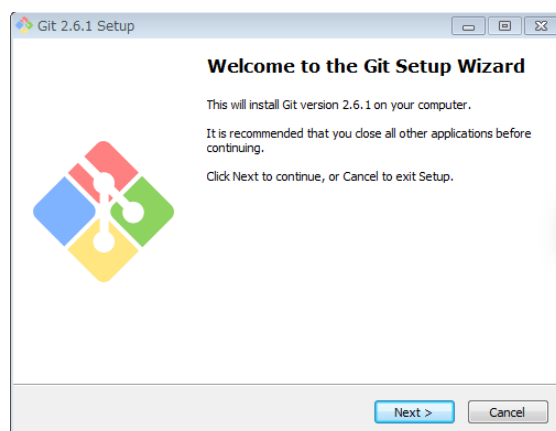 Git 2.6.1 Setup
Welcome to the Git Setup Wizard
This will install Git version 2.6.1 on your computer.
It is recommended that you close all other applications before
continuing.
Click Next to continue, or Cancel to exit Setup.
Next >
Cancel